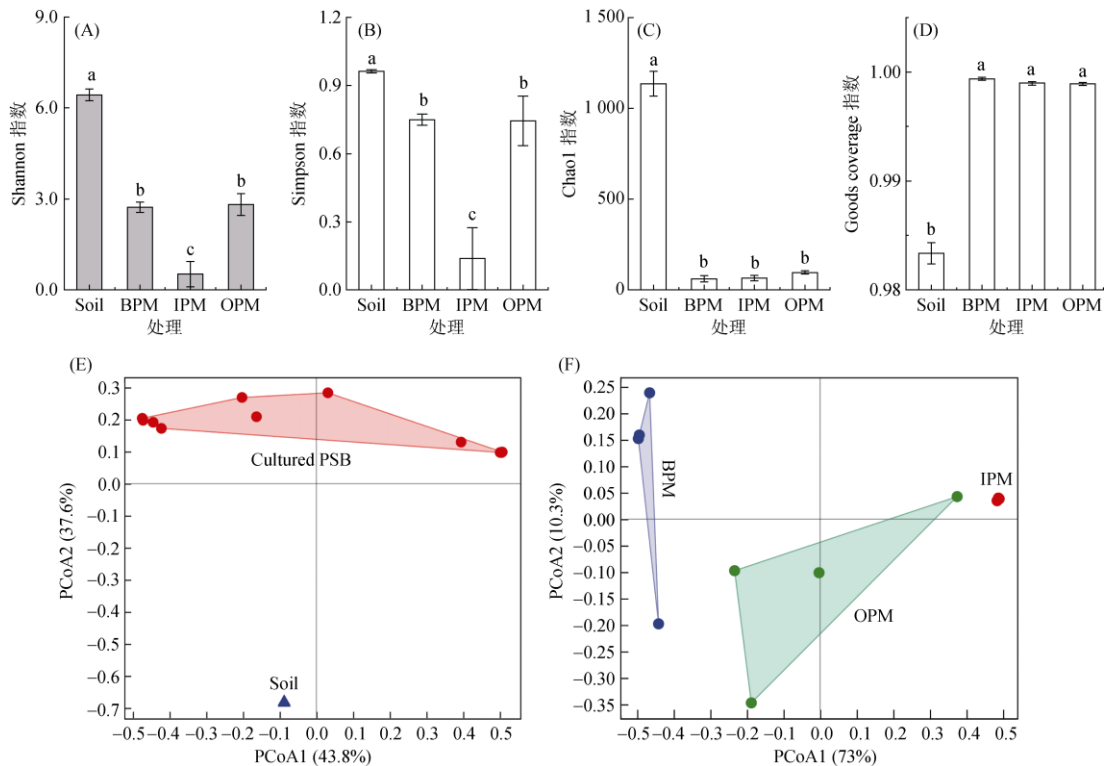 (A)
9.0
6.0
3.0
0.0
Shannon 指数
a
b
c
b
Soil BPM IPM OPM
处理
(B)
1.2
0.9
0.6
0.3
0.0
Simpson 指数
a
b
c
b
Soil BPM IPM OPM
处理
(C)
1 500
1 000
500
0
Chao1 指数
a
b
b
b
Soil BPM IPM OPM
处理
(D)
1.00
0.99
0.98
Goods coverage 指数
b
a
a
a
Soil BPM IPM OPM
处理
(E)
0.3
0.2
0.1
0.0
–0.1
–0.2
–0.3
–0.4
–0.5
–0.6
–0.7
PCoA2 (37.6%)
Cultured PSB
Soil
–0.5 –0.4 –0.3 –0.2 –0.1 0.0 0.1 0.2 0.3 0.4 0.5
PCoA1 (43.8%)
(F)
0.25
0.20
0.15
0.10
0.05
0.00
–0.05
–0.10
–0.15
–0.20
–0.25
–0.30
–0.35
PCoA2 (10.3%)
BPM
IPM
OPM
–0.5 –0.4 –0.3 –0.2 –0.1 0.0 0.1 0.2 0.3 0.4 0.5
PCoA1 (73%)